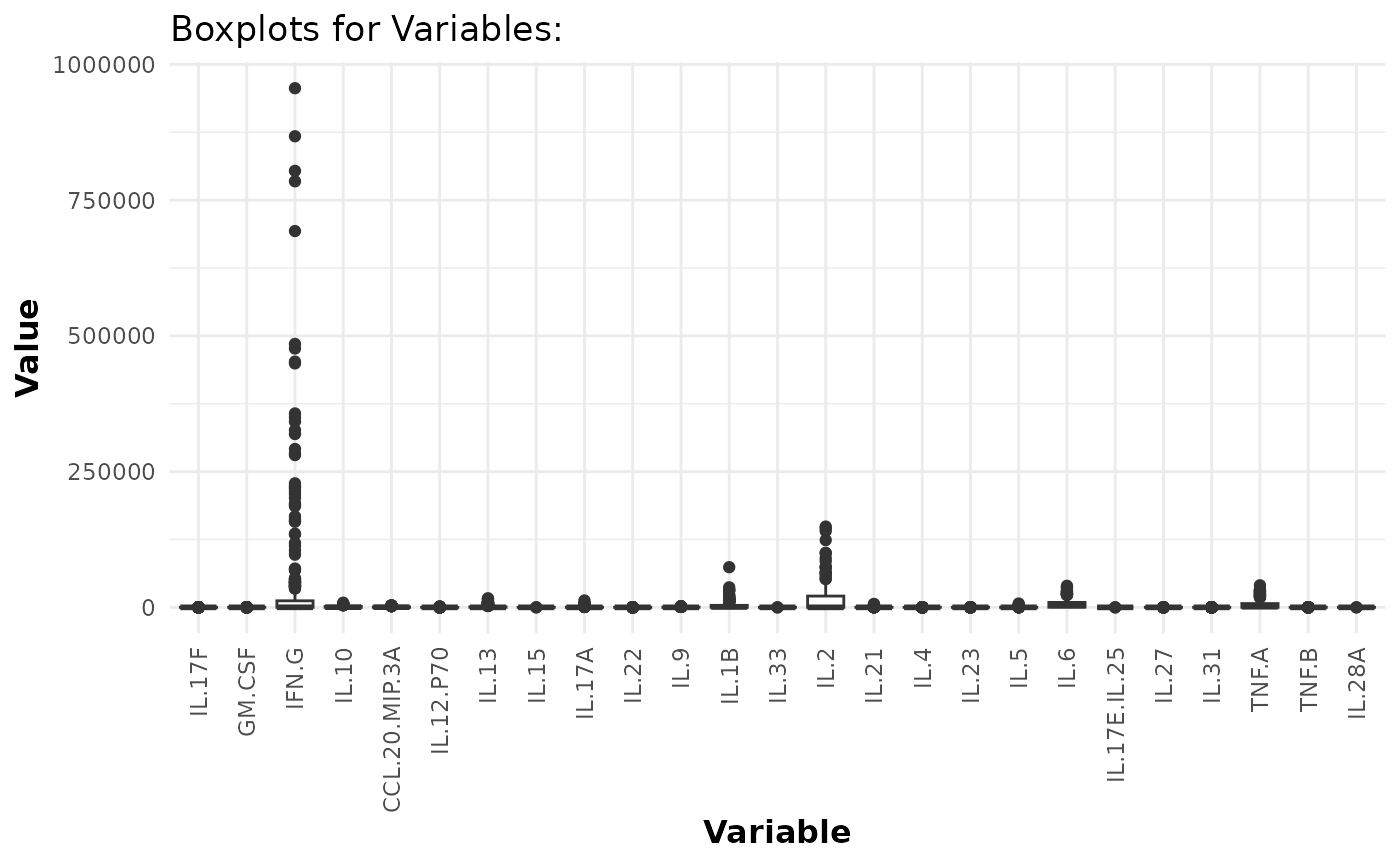 Boxplots for Variables:
1000000
750000
500000
250000
0
Value
IL.17F
GM.CSF
IFN.G
IL.10
CCL.20.MIP.3A
IL.12.P70
IL.13
IL.15
IL.17A
IL.22
IL.9
IL.1B
IL.33
IL.2
IL.21
IL.4
IL.23
IL.5
IL.6
IL.17E.IL.25
IL.27
IL.31
TNF.A
TNF.B
IL.28A
Variable